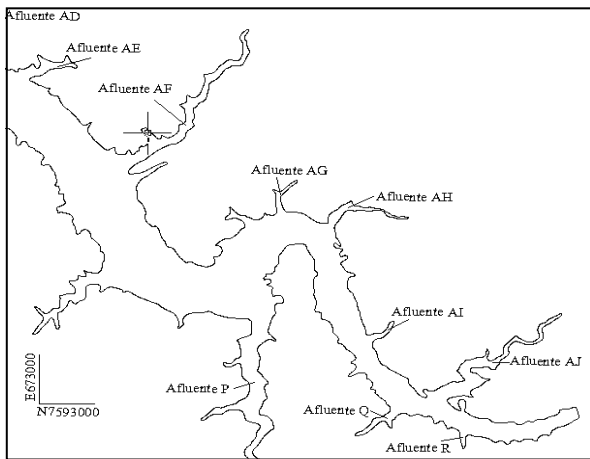 Afluente AD
Afluente AE
Afluente AF
Afluente AG
Afluente AH
Afluente AI
Afluente AJ
E673000
Afluente P
N7593000
Afluente Q
Afluente R